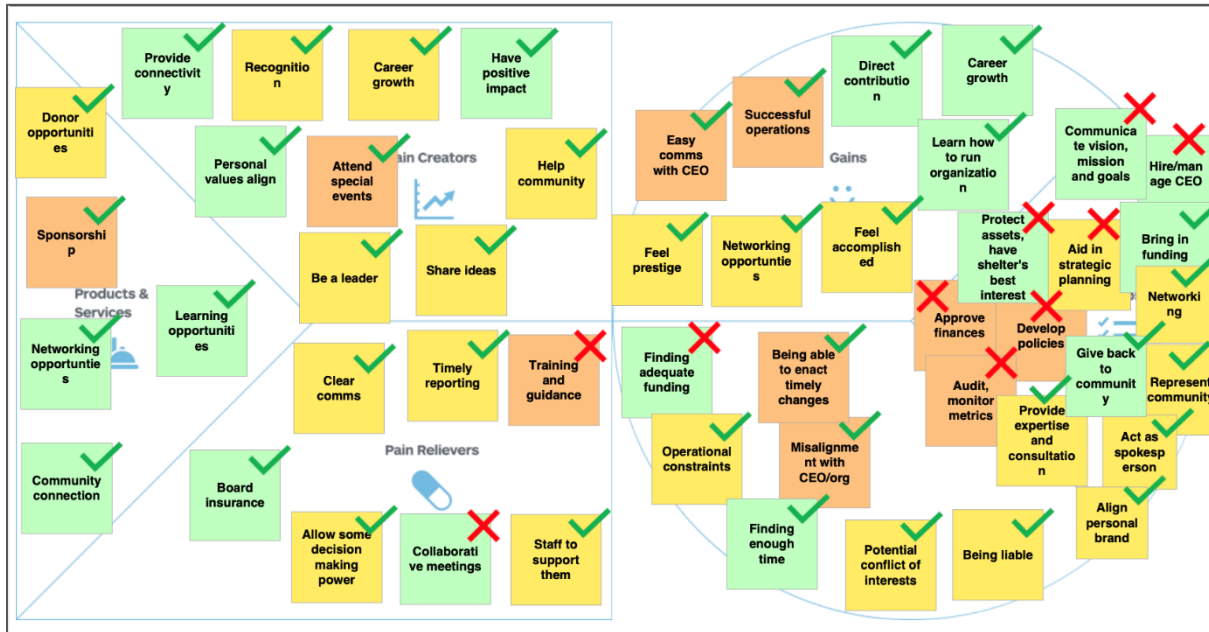 Provide
connectivit
y
Recognitio
n
Career
growth
Have
positive
impact
Donor
opportuniti
es
Personal
values align
Attend
special
events
ain Creators
Help
community
Sponsorshi
p
Be a leader
Share ideas
Products &
Services
Learning
opportuniti
es
Networking
opportuntie
s
Clear
comms
Timely
reporting
Training
and
guidance
Pain Relievers
Community
connection
Board
insurance
Allow some
decision
making
power
Collaborati
ve meetings
Staff to
support
them
Easy
comms
with CEO
Successful
operations
Direct
contributio
n
Career
growth
Gains
Learn how
to run
organizatio
n
Communica
te vision,
mission
and goals
Hire/man
age CEO
Feel
prestige
Networking
opportuntie
s
Feel
accomplish
ed
Protect
assets,
have
shelter's
best
interest
Aid in
strategic
planning
Bring in
funding
Networki
ng
Approve
finances
Develop
policies
Finding
adequate
funding
Being able
to enact
timely
changes
Audit,
monitor
metrics
Give back
to
communit
y
Represent
community
Operational
constraints
Misalignme
nt with
CEO/org
Provide
expertise
and
consultatio
n
Act as
spokesp
erson
Finding
enough
time
Potential
conflict of
interests
Being liable
Align
personal
brand